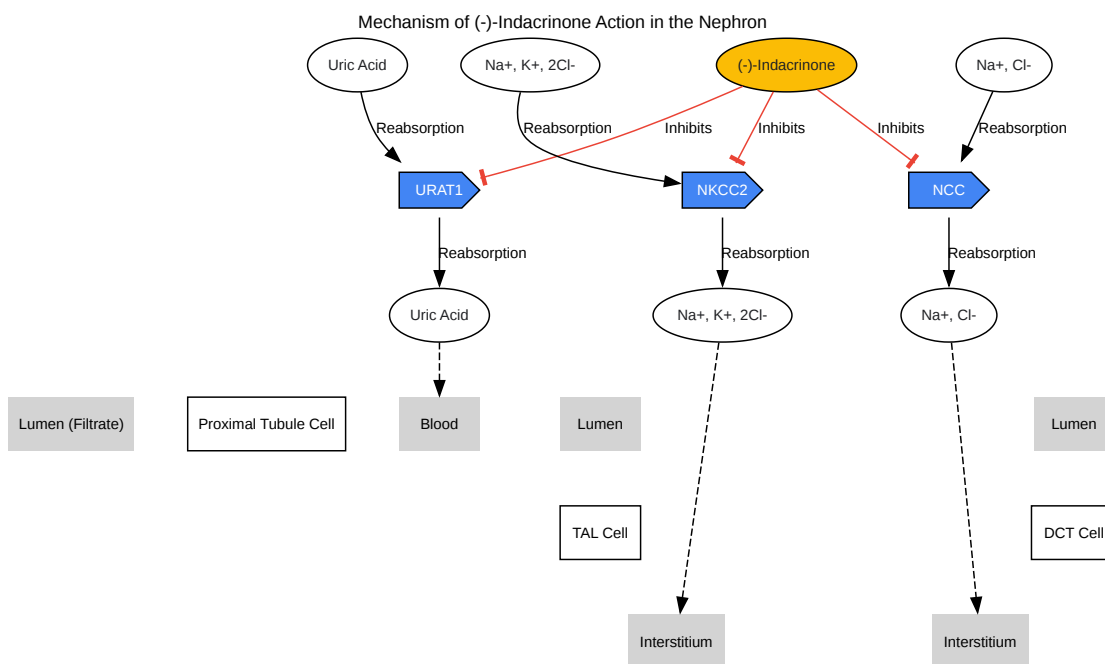 Mechanism of (-)-Indacrinone Action in the Nephron
Uric Acid
Na+, K+, 2Cl-
(-)-Indacrinone
Na+, Cl-
Reabsorption
Reabsorption
Inhibits
Inhibits
Inhibits
Reabsorption
URAT1
NKCC2
NCC
Reabsorption
Reabsorption
Reabsorption
Uric Acid
Na+, K+, 2Cl-
Na+, Cl-
Lumen (Filtrate)
Proximal Tubule Cell
Blood
Lumen
Lumen
TAL Cell
DCT Cell
Interstitium
Interstitium